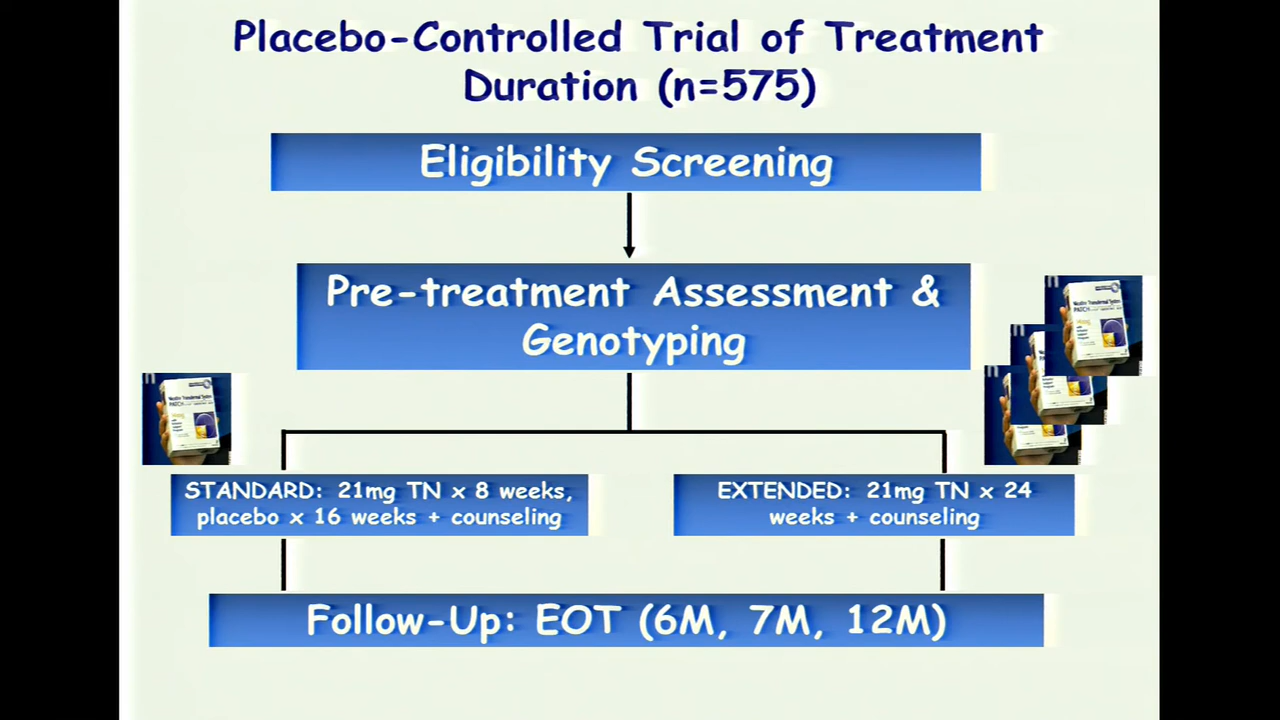 Placebo-Controlled Trial of Treatment
Duration (n=575)
Eligibility Screening
Pre-treatment Assessment &
Genotyping
STANDARD: 21mg TN x 8 weeks,
placebo x 16 weeks + counseling
EXTENDED: 21mg TN x 24
weeks + counseling
Follow-Up: EOT (6M, 7M, 12M)